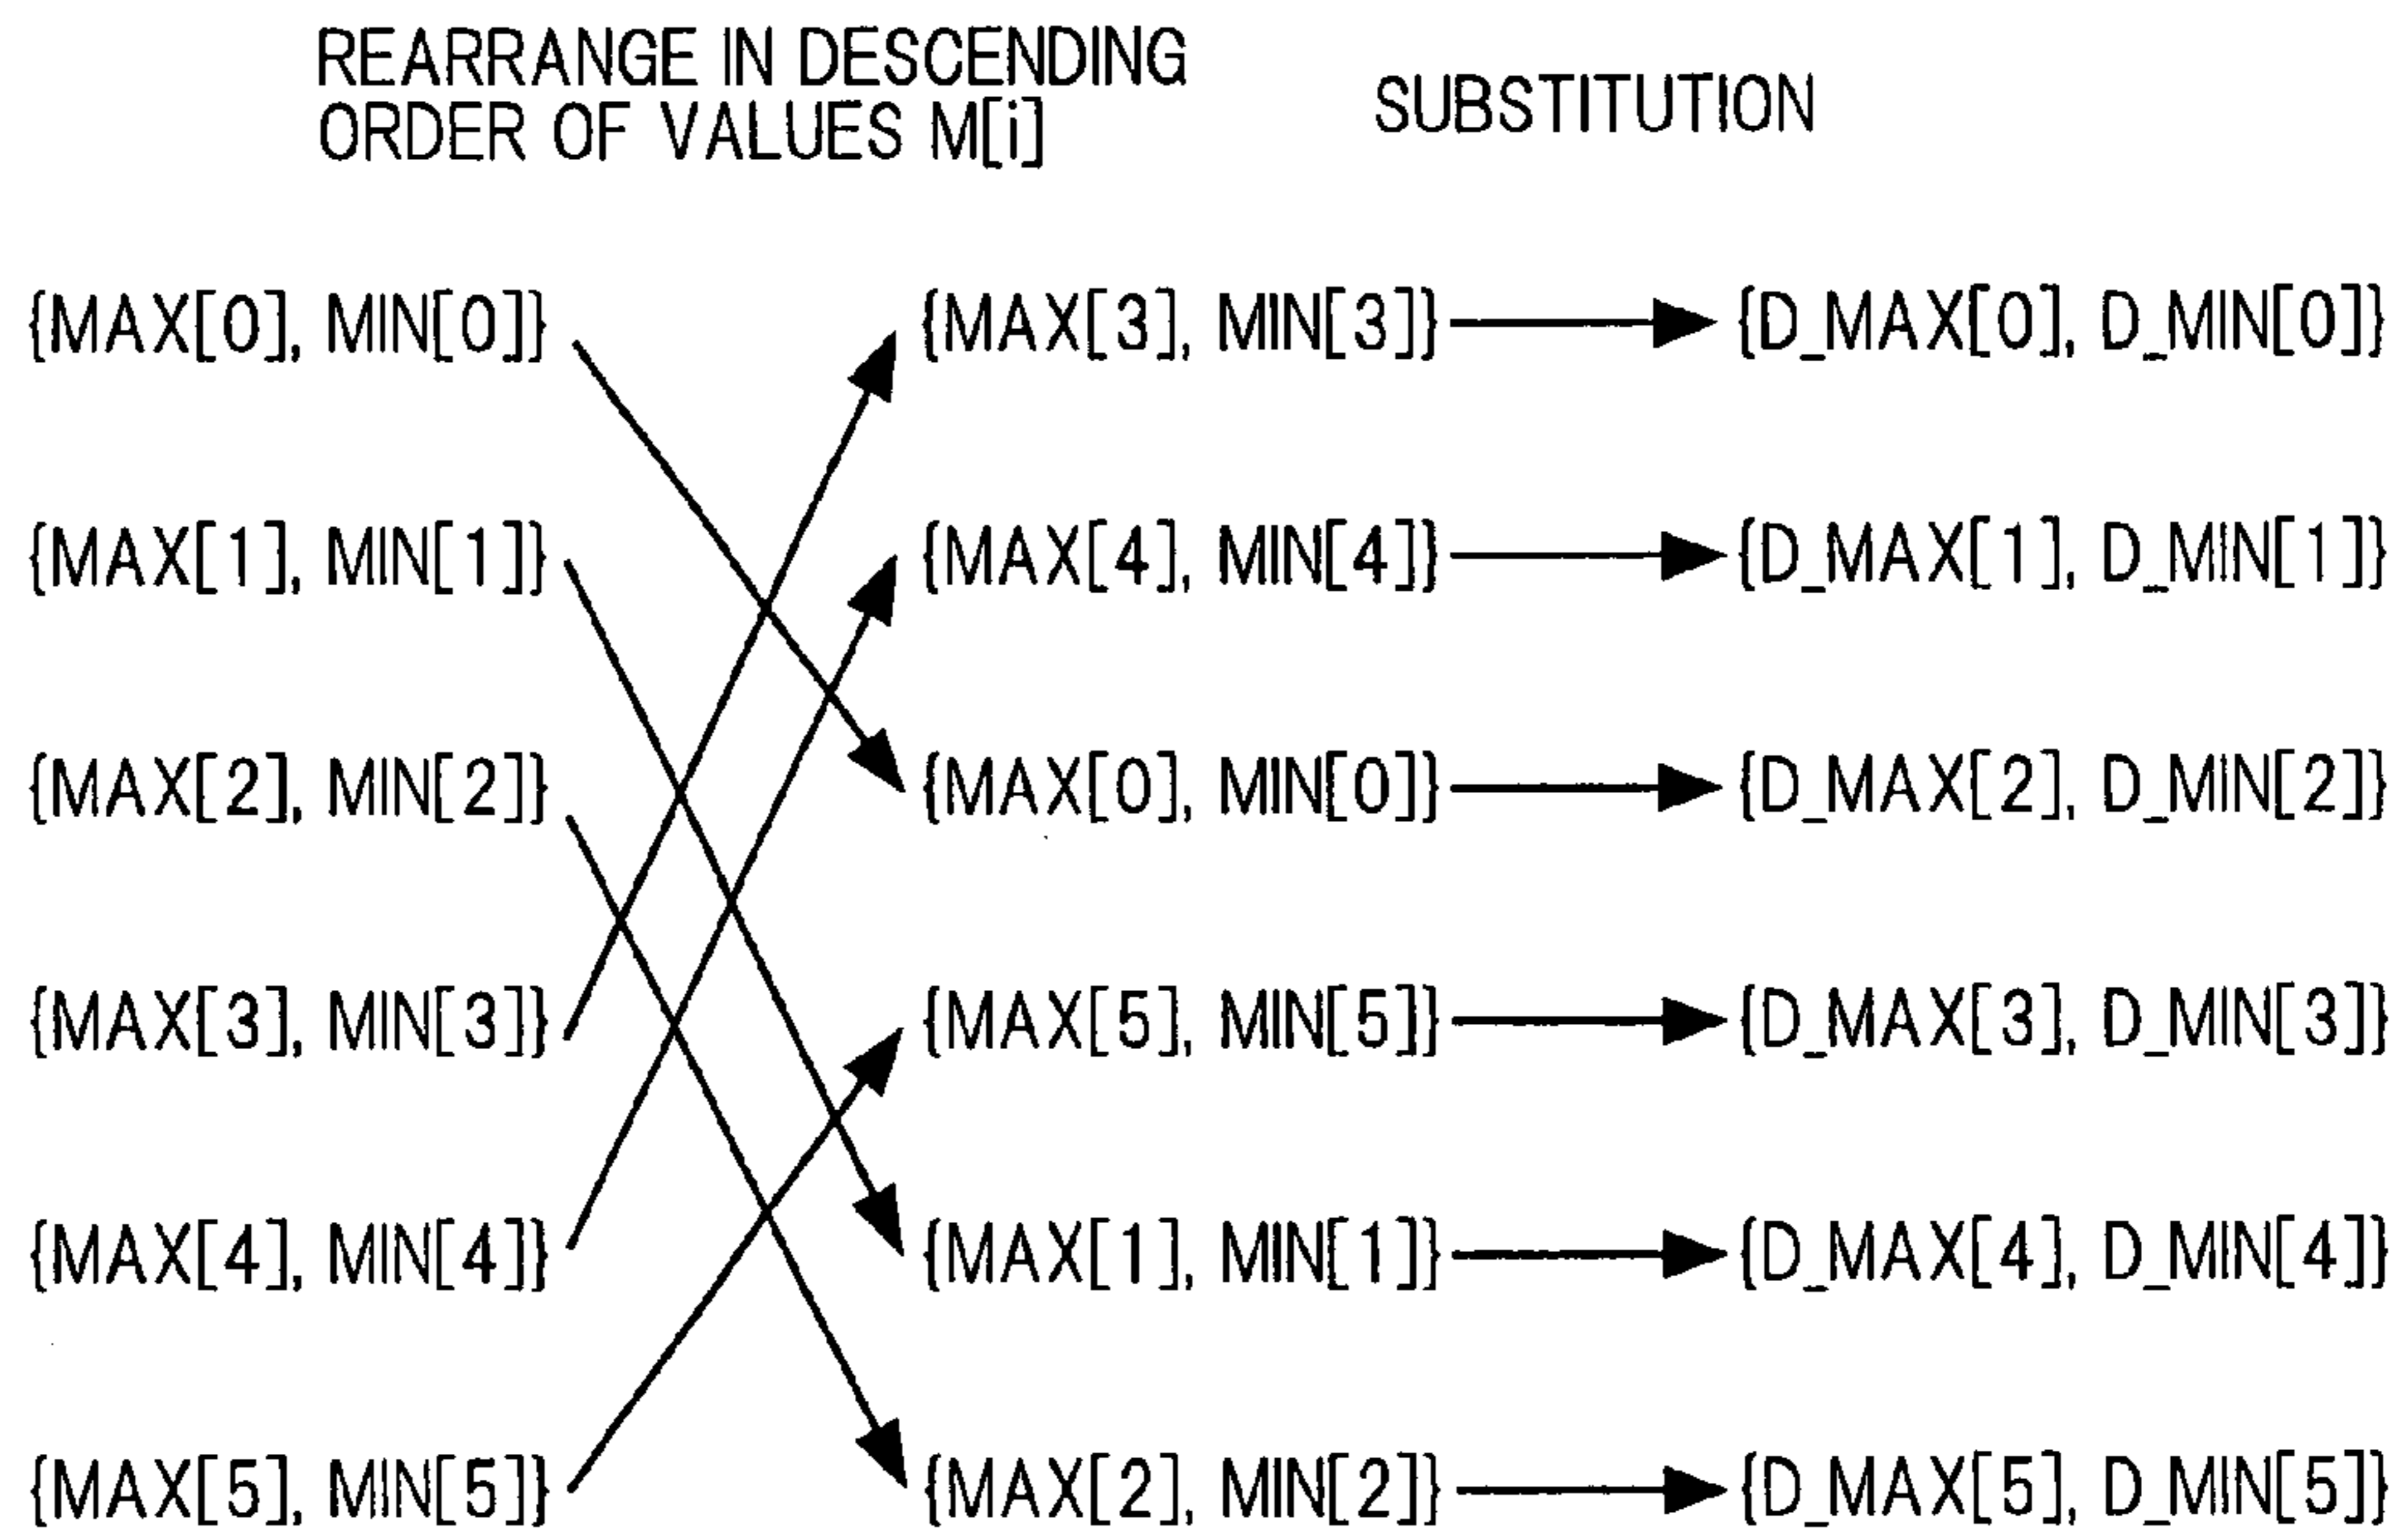 REARRANGE IN DESCENDING
ORDER OF VALUES M[i]
SUBSTITUTION
{MAX[0], MIN[0]} {MAX[3], MIN[3]} {D_MAX[0], D_MIN[0]}
{MAX[1], MIN[1]} {MAX[4], MIN[4]} {D_MAX[1], D_MIN[1]}
{MAX[2], MIN[2]} {MAX[0], MIN[0]} {D_MAX[2], D_MIN[2]}
{MAX[3], MIN[3]} {MAX[5], MIN[5]} {D_MAX[3], D_MIN[3]}
{MAX[4], MIN[4]} {MAX[1], MIN[1]} {D_MAX[4], D_MIN[4]}
{MAX[5], MIN[5]} {MAX[2], MIN[2]} {D_MAX[5], D_MIN[5]}